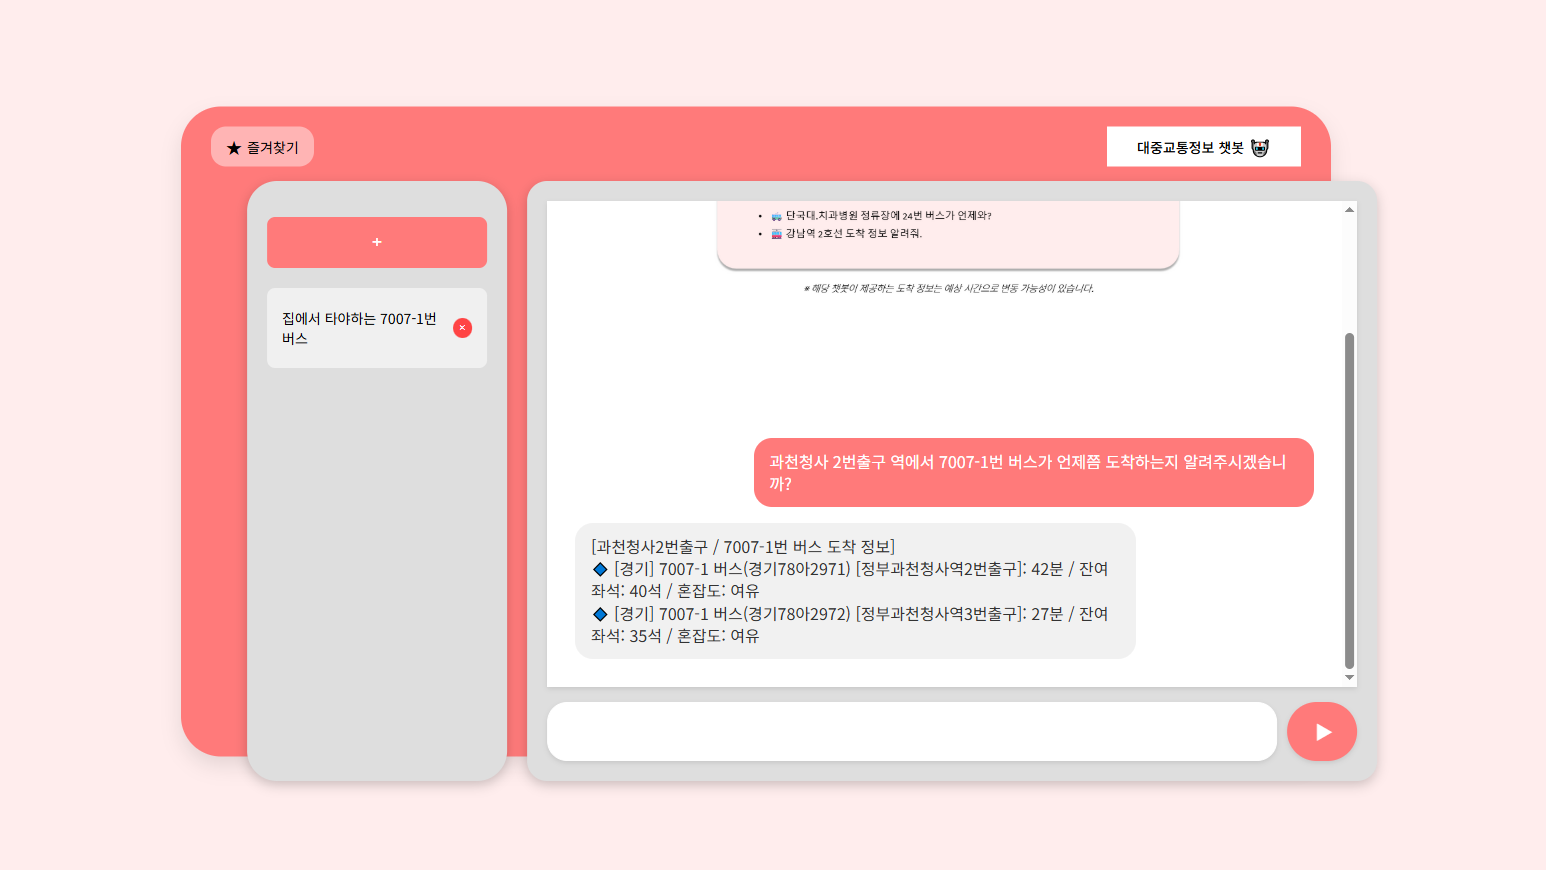 ★ 즐겨찾기
대중교통정보 챗봇
+
집에서 타야하는 7007-1번
버스
×
• 단국대.치과병원 정류장에 24번 버스가 언제와?
• 강남역 2호선 도착 정보 알려줘.
※ 해당 챗봇이 제공하는 도착 정보는 예상 시간으로 변동 가능성이 있습니다.
과천청사 2번출구 역에서 7007-1번 버스가 언제쯤 도착하는지 알려주시겠습니
까?
[과천청사2번출구 / 7007-1번 버스 도착 정보]
🔷 [경기] 7007-1 버스(경기78아2971) [정부과천청사역2번출구]: 42분 / 잔여
좌석: 40석 / 혼잡도: 여유
🔷 [경기] 7007-1 버스(경기78아2972) [정부과천청사역3번출구]: 27분 / 잔여
좌석: 35석 / 혼잡도: 여유